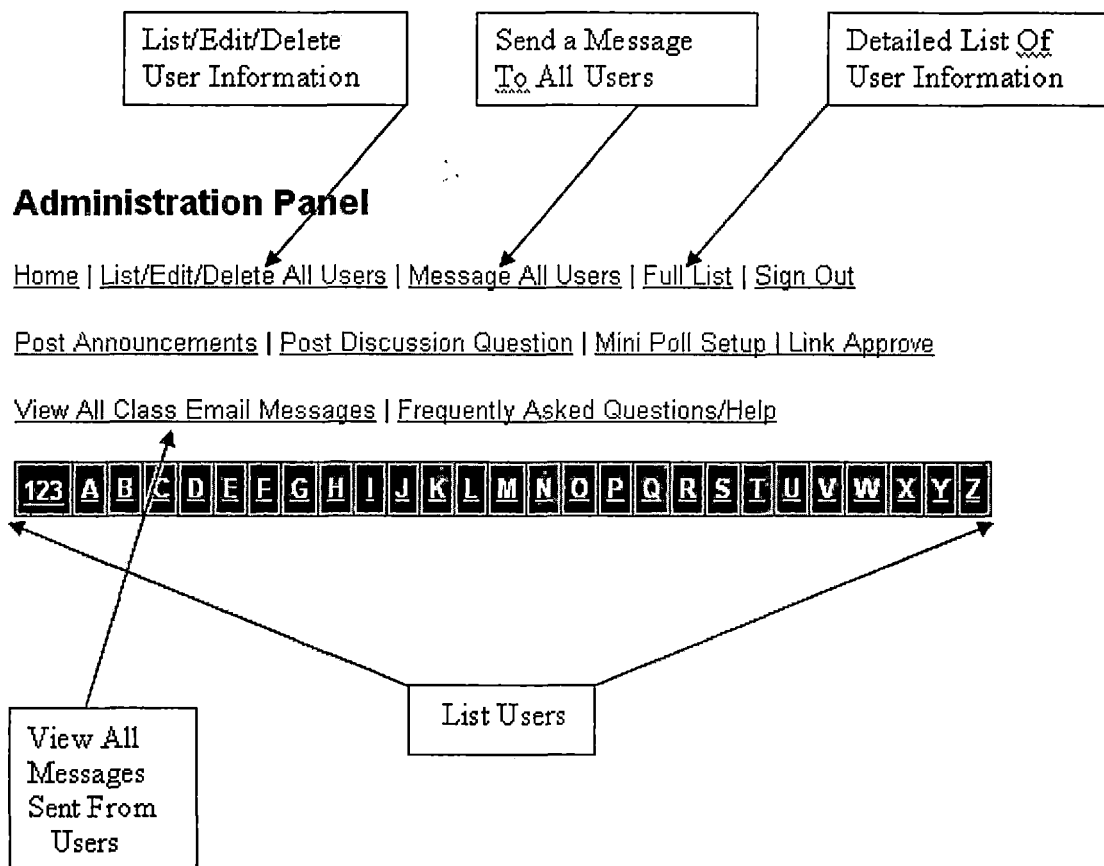 List/Edit/Delete
User Information
Send a Message
To All Users
Detailed List Of
User Information
Administration Panel
Home | List/Edit/Delete All Users | Message All Users | Full List | Sign Out
Post Announcements | Post Discussion Question | Mini Poll Setup | Link Approve
View All Class Email Messages | Frequently Asked Questions/Help
123 A B C D E F G H I J K L M N O P Q R S T U V W X Y Z
List Users
View All
Messages
Sent From
Users